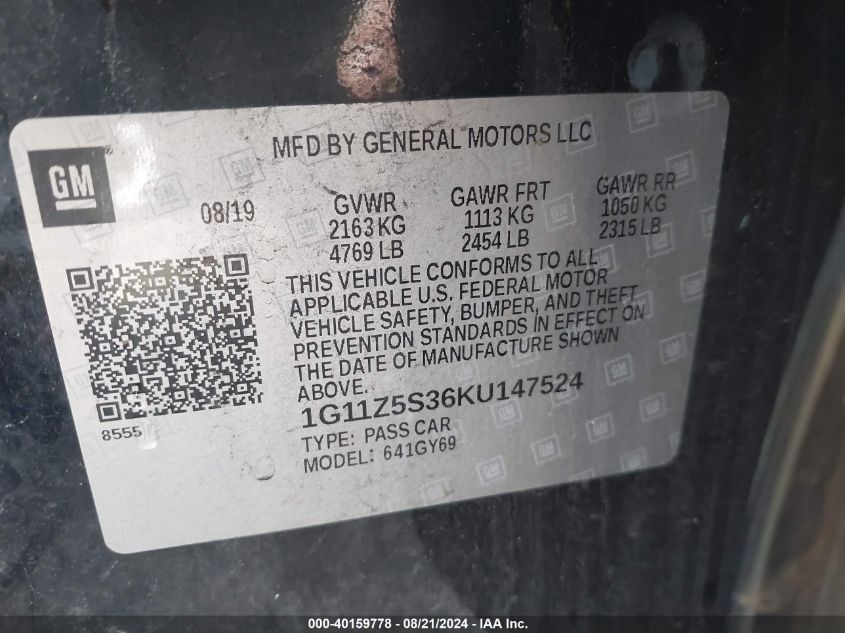 MFD BY GENERAL MOTORS LLC
GM
08/19
GVWR
2163 KG
4769 LB
GAWR FRT
1113 KG
2454 LB
GAWR RR
1050 KG
2315 LB
THIS VEHICLE CONFORMS TO ALL
APPLICABLE U.S. FEDERAL MOTOR
VEHICLE SAFETY, BUMPER, AND THEFT
PREVENTION STANDARDS IN EFFECT ON
THE DATE OF MANUFACTURE SHOWN
ABOVE.
1G11Z5S36KU147524
TYPE: PASS CAR
MODEL: 641GY69
8555
000-40159778 - 08/21/2024 - IAA Inc.